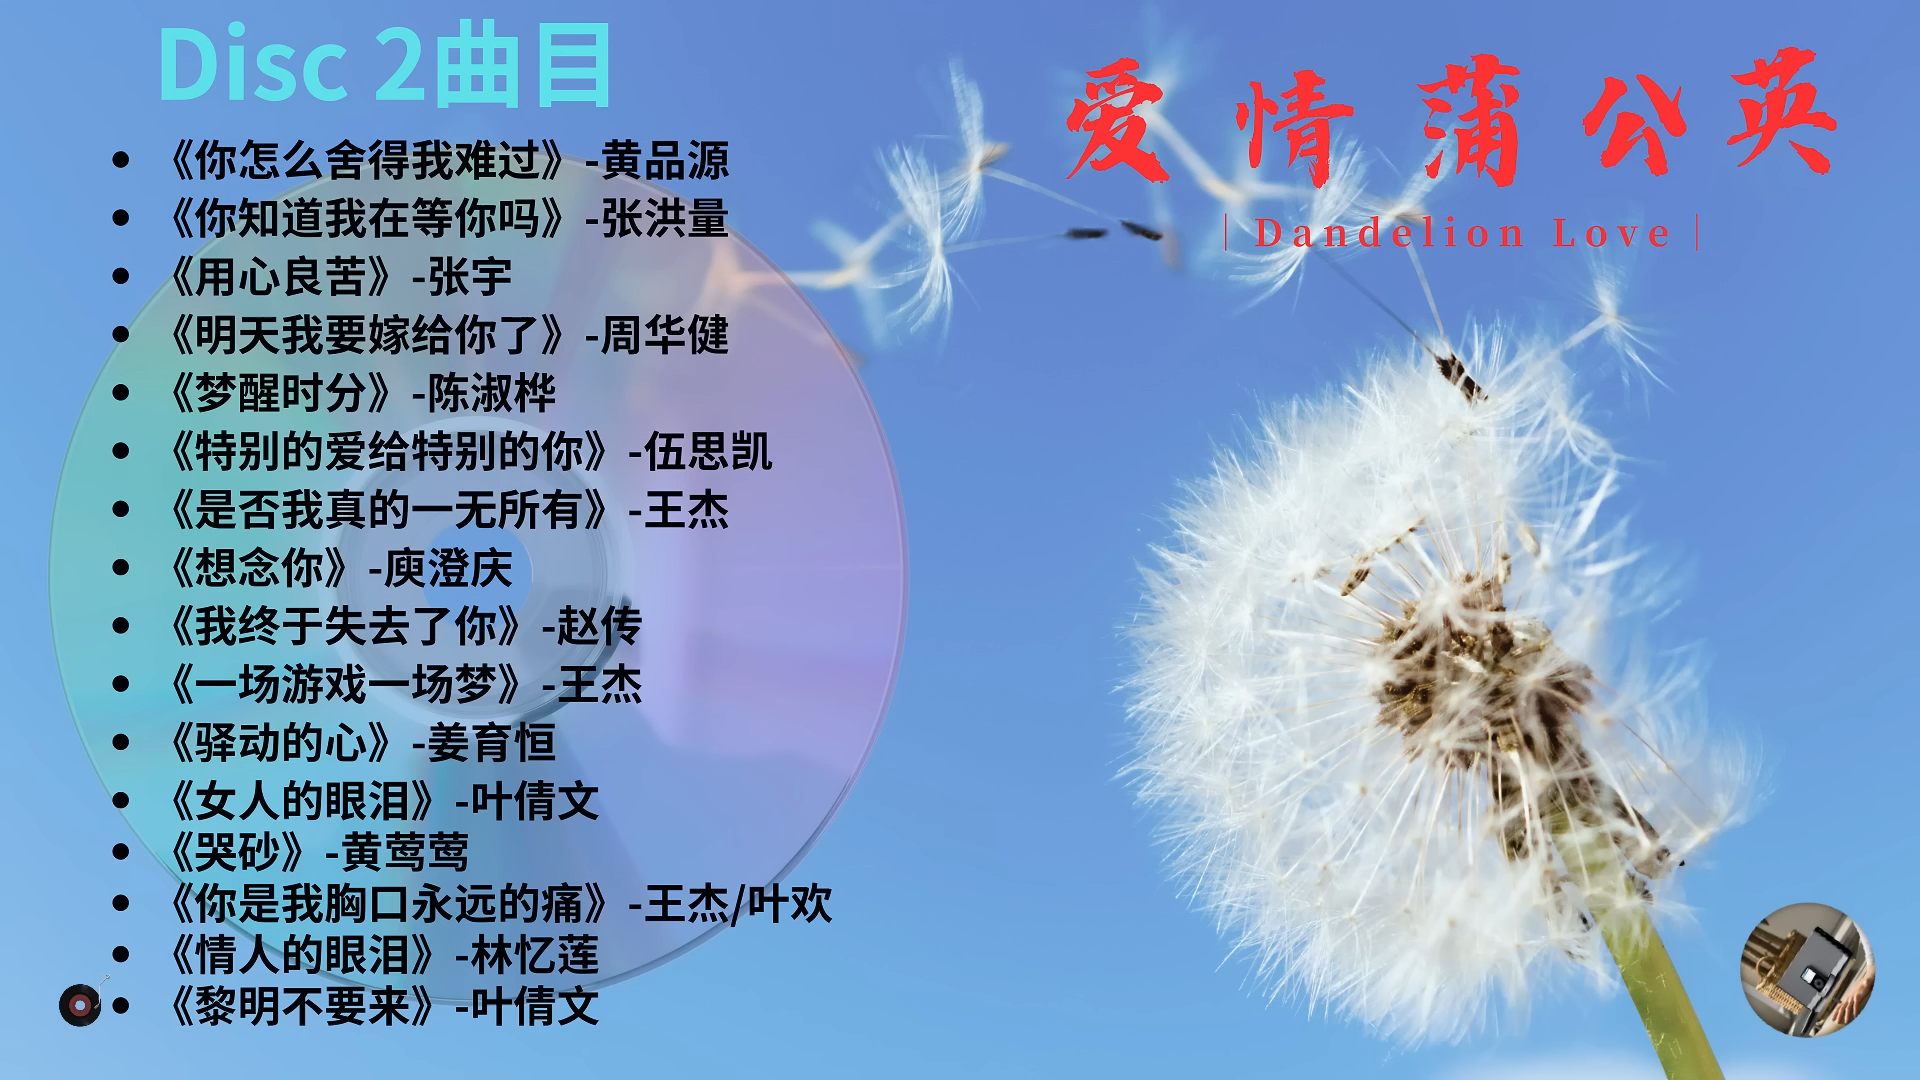 Disc 2曲目
《你怎么舍得我难过》-黄品源
《你知道我在等你吗》-张洪量
《用心良苦》-张宇
《明天我要嫁给你了》-周华健
《梦醒时分》-陈淑桦
《特别的爱给特别的你》-伍思凯
《是否我真的一无所有》-王杰
《想念你》-庾澄庆
《我终于失去了你》-赵传
《一场游戏一场梦》-王杰
《驿动的心》-姜育恒
《女人的眼泪》-叶倩文
《哭砂》-黄莺莺
《你是我胸口永远的痛》-王杰/叶欢
《情人的眼泪》-林忆莲
《黎明不要来》-叶倩文
爱情蒲公英
|Dandelion Love|